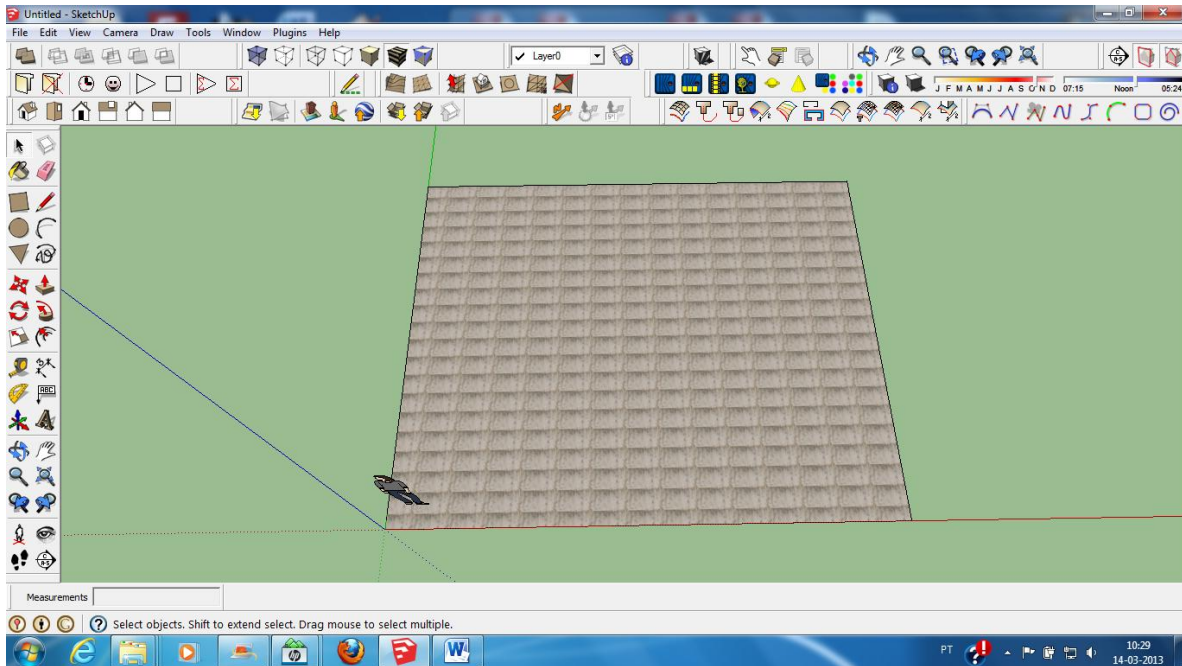 Untitled - SketchUp
File Edit View Camera Draw Tools Window Plugins Help
Layer0
J F M A M J J A S O N D 07:15 Noon 05:24
ABC
Measurements
Select objects. Shift to extend select. Drag mouse to select multiple.
PT
10:29
14-03-2013